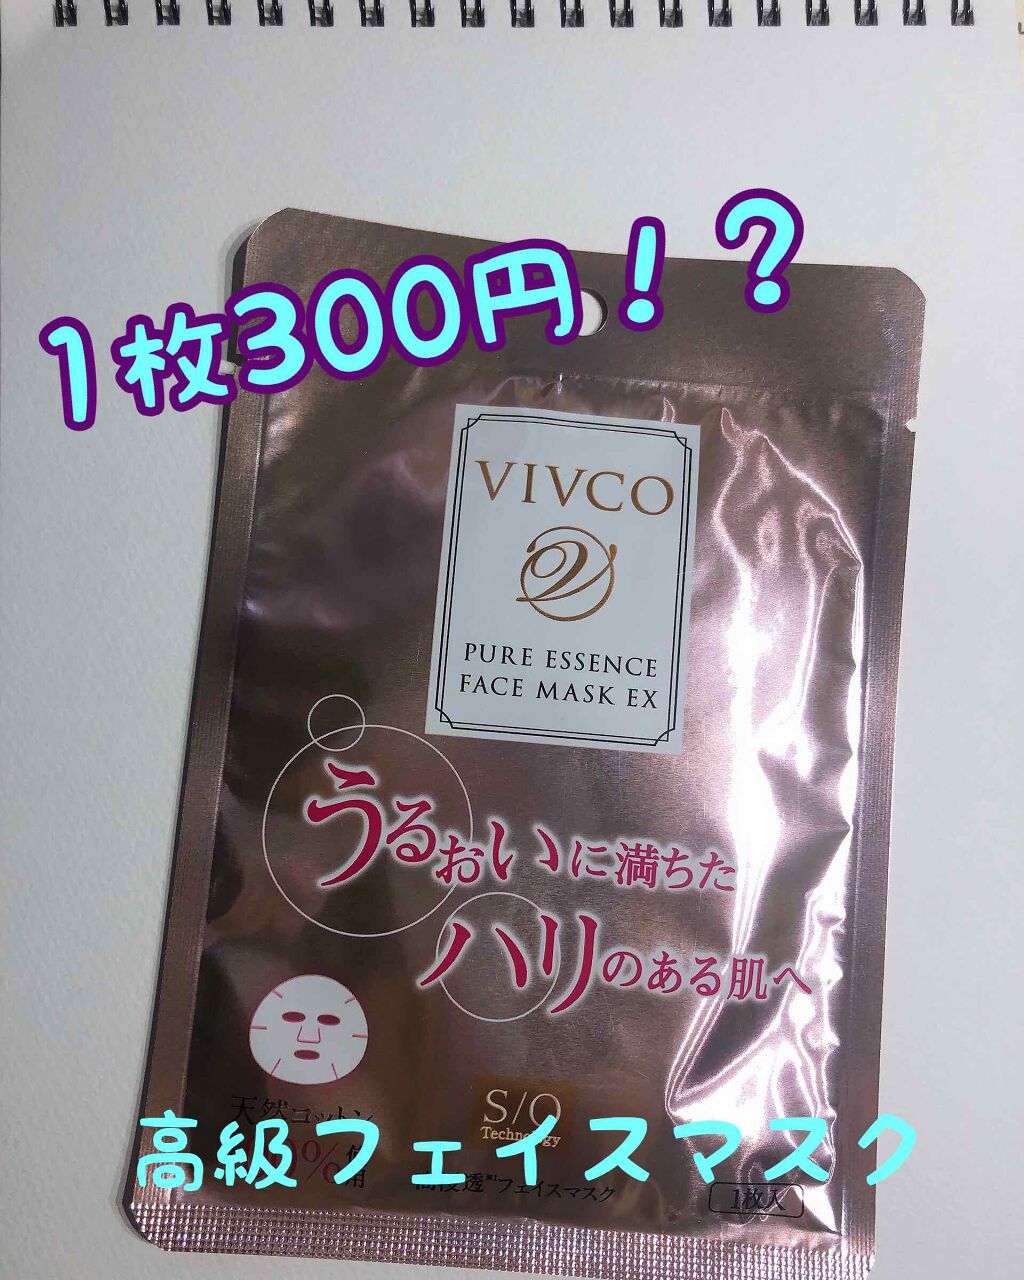 1枚300円！？
VIVCO
PURE ESSENCE
FACE MASK EX
うるおいに満ちた
ハリのある肌へ
天然コットン
S/O
Technology
高級フェイスマスク
フェイスマスク
1枚入